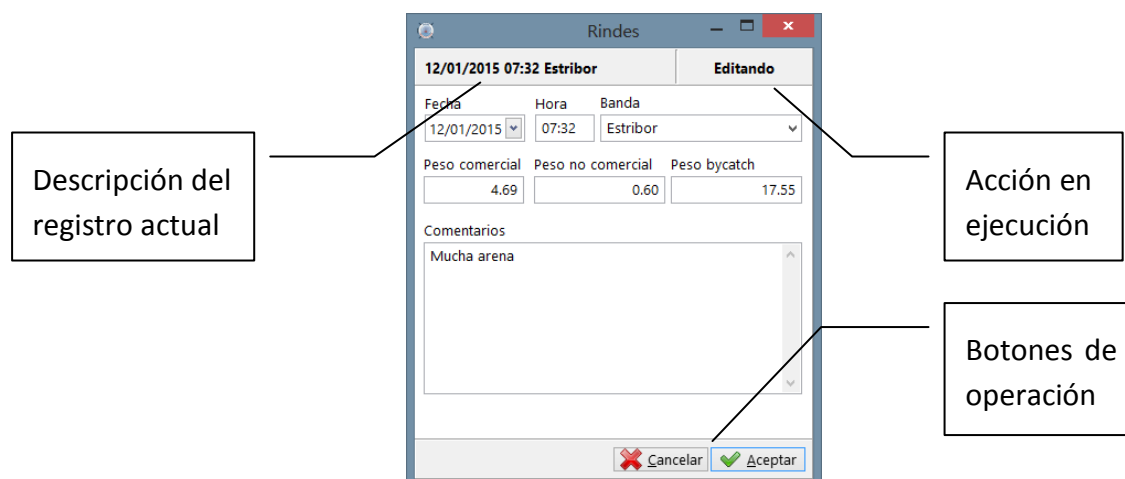 Rindes
12/01/2015 07:32 Estribor Editando
Fecha Hora Banda
12/01/2015 07:32 Estribor
Peso comercial Peso no comercial Peso bycatch
4.69 0.60 17.55
Comentarios
Mucha arena
Cancelar Aceptar
Descripción del
registro actual
Acción en
ejecución
Botones de
operación